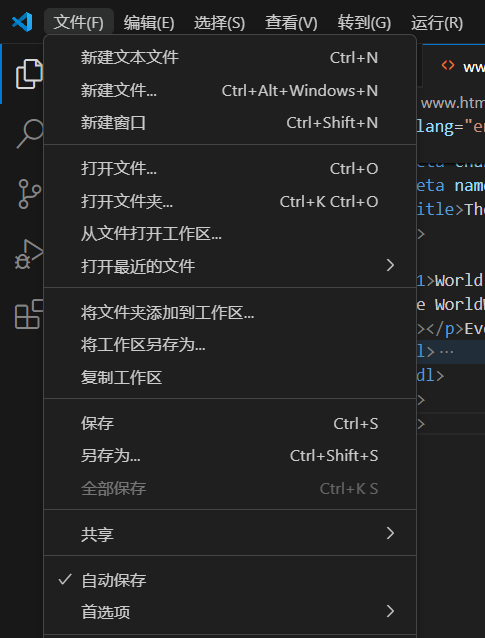 文件(F) 编辑(E) 选择(S) 查看(V) 转到(G) 运行(R)
新建文本文件 Ctrl+N
新建文件... Ctrl+Alt+Windows+N
新建窗口 Ctrl+Shift+N
打开文件... Ctrl+O
打开文件夹... Ctrl+K Ctrl+O
从文件打开工作区...
打开最近的文件
将文件夹添加到工作区...
将工作区另存为...
复制工作区
保存 Ctrl+S
另存为... Ctrl+Shift+S
全部保存 Ctrl+K S
共享
自动保存
首选项
<> ww
www.htm
lang="en
eta name
itle>The
>
1>World
e World
></p>Eve
l> ...
dl>
>
>